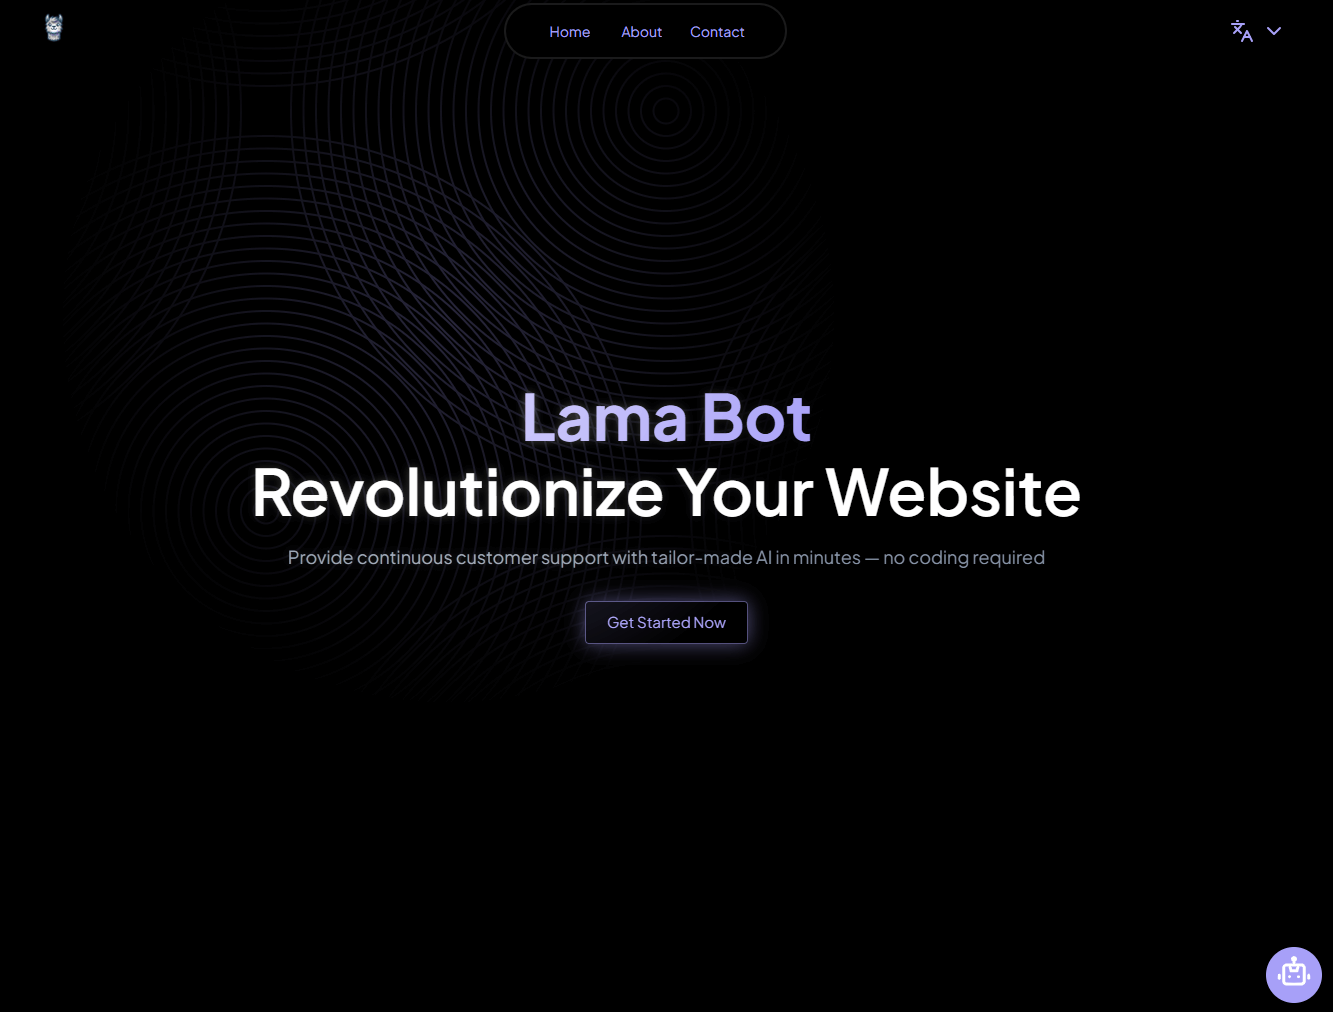 Home
About
Contact
Lama Bot
Revolutionize Your Website
Provide continuous customer support with tailor-made AI in minutes — no coding required
Get Started Now